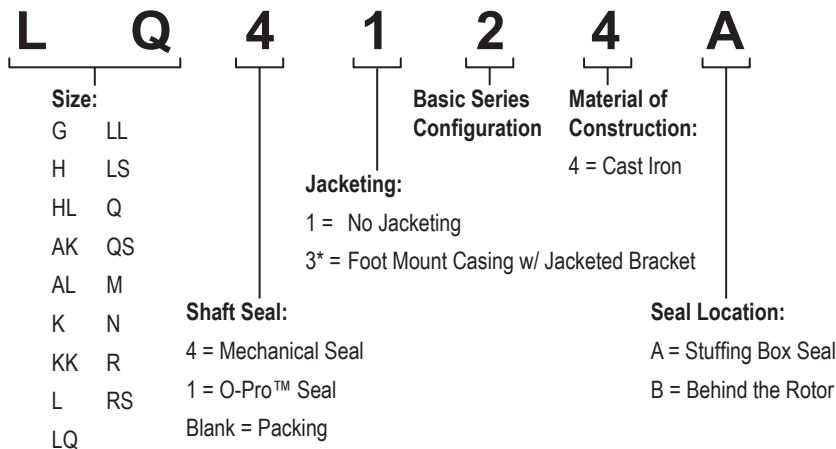 L Q 4 1 2 4 A
Size:
G LL
H LS
HL Q
AK QS
AL M
K N
KK R
L RS
LQ
Shaft Seal:
4 = Mechanical Seal
1 = O-Pro™ Seal
Blank = Packing
Jacketing:
1 = No Jacketing
3* = Foot Mount Casing w/ Jacketed Bracket
Basic Series
Configuration
Material of
Construction:
4 = Cast Iron
Seal Location:
A = Stuffing Box Seal
B = Behind the Rotor